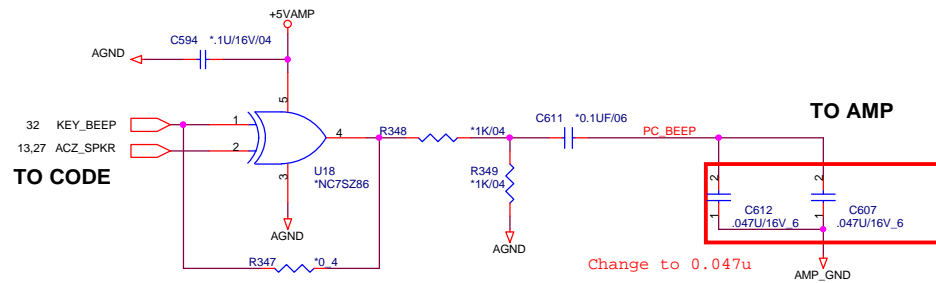 +5VAMP
C594 *.1U/16V/04
AGND
5
32 KEY_BEEP
1
4
R348
*1K/04
C611 *0.1UF/06
PC_BEEP
TO AMP
13,27 ACZ_SPKR
2
TO CODE
3
U18
*NC7SZ86
R349
*1K/04
2
2
1
1
C612
.047U/16V_6
C607
.047U/16V_6
AGND
AGND
R347
*0_4
Change to 0.047u
AMP_GND